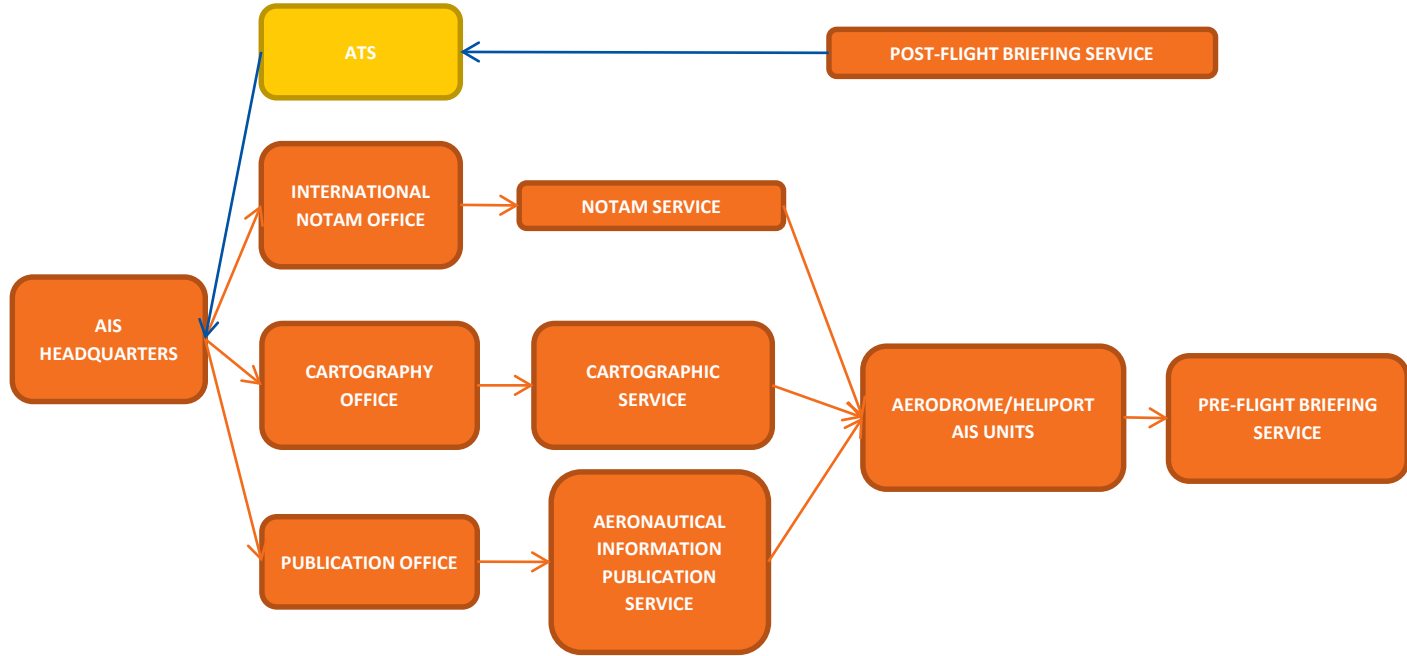 ATS
POST-FLIGHT BRIEFING SERVICE
INTERNATIONAL
NOTAM OFFICE
NOTAM SERVICE
AIS
HEADQUARTERS
CARTOGRAPHY
OFFICE
CARTOGRAPHIC
SERVICE
AERODROME/HELIPORT
AIS UNITS
PRE-FLIGHT BRIEFING
SERVICE
PUBLICATION OFFICE
AERONAUTICAL
INFORMATION
PUBLICATION
SERVICE